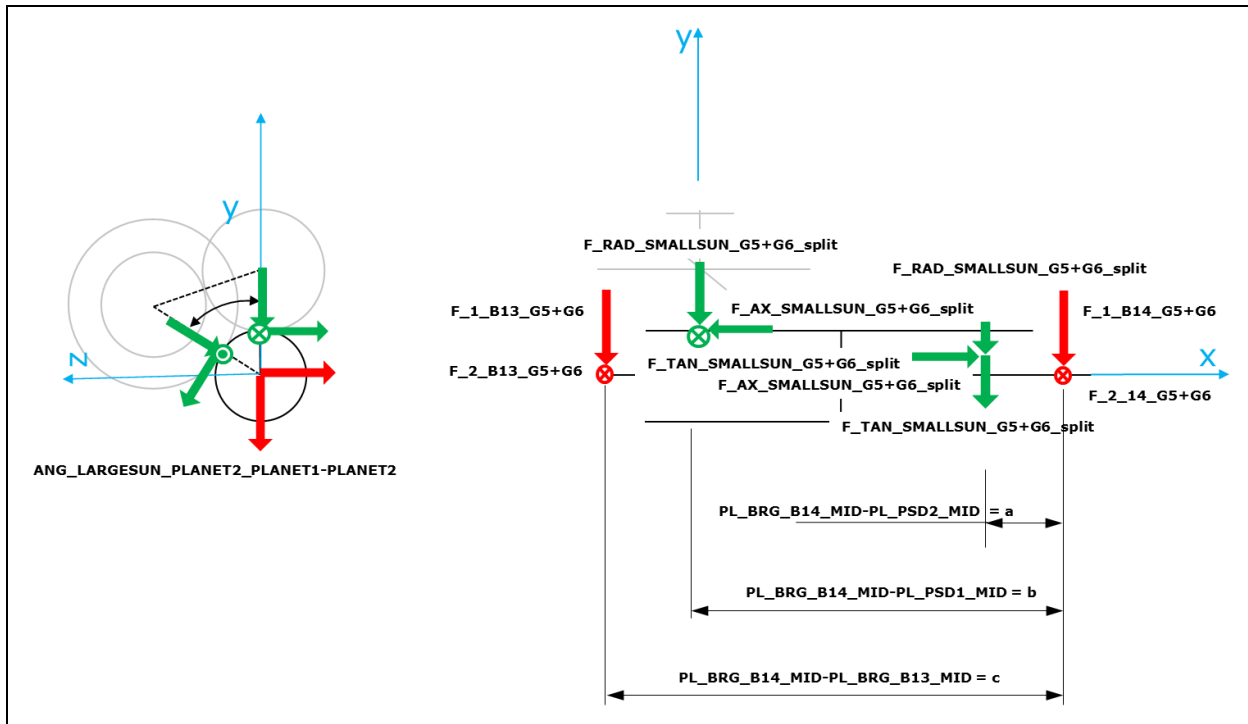 y
z
ANG_LARGESUN_PLANET2_PLANET1-PLANET2
y
F_RAD_SMALLSUN_G5+G6_split
F_RAD_SMALLSUN_G5+G6_split
F_1_B13_G5+G6
F_AX_SMALLSUN_G5+G6_split
F_1_B14_G5+G6
x
F_2_B13_G5+G6
F_TAN_SMALLSUN_G5+G6_split
F_AX_SMALLSUN_G5+G6_split
F_2_14_G5+G6
F_TAN_SMALLSUN_G5+G6_split
PL_BRG_B14_MID-PL_PSD2_MID = a
PL_BRG_B14_MID-PL_PSD1_MID = b
PL_BRG_B14_MID-PL_BRG_B13_MID = c